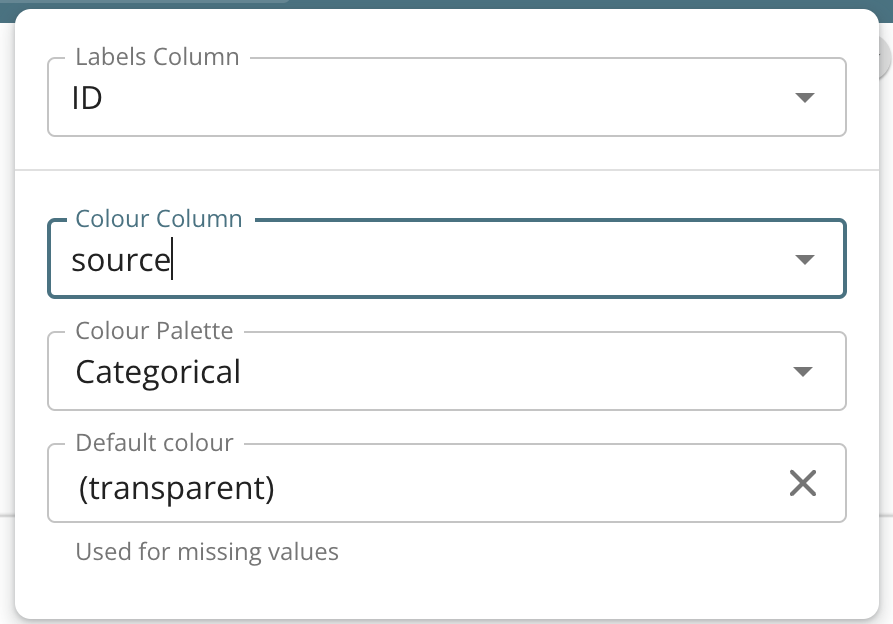 Labels Column
ID
Colour Column
source
Colour Palette
Categorical
Default colour
(transparent)
Used for missing values